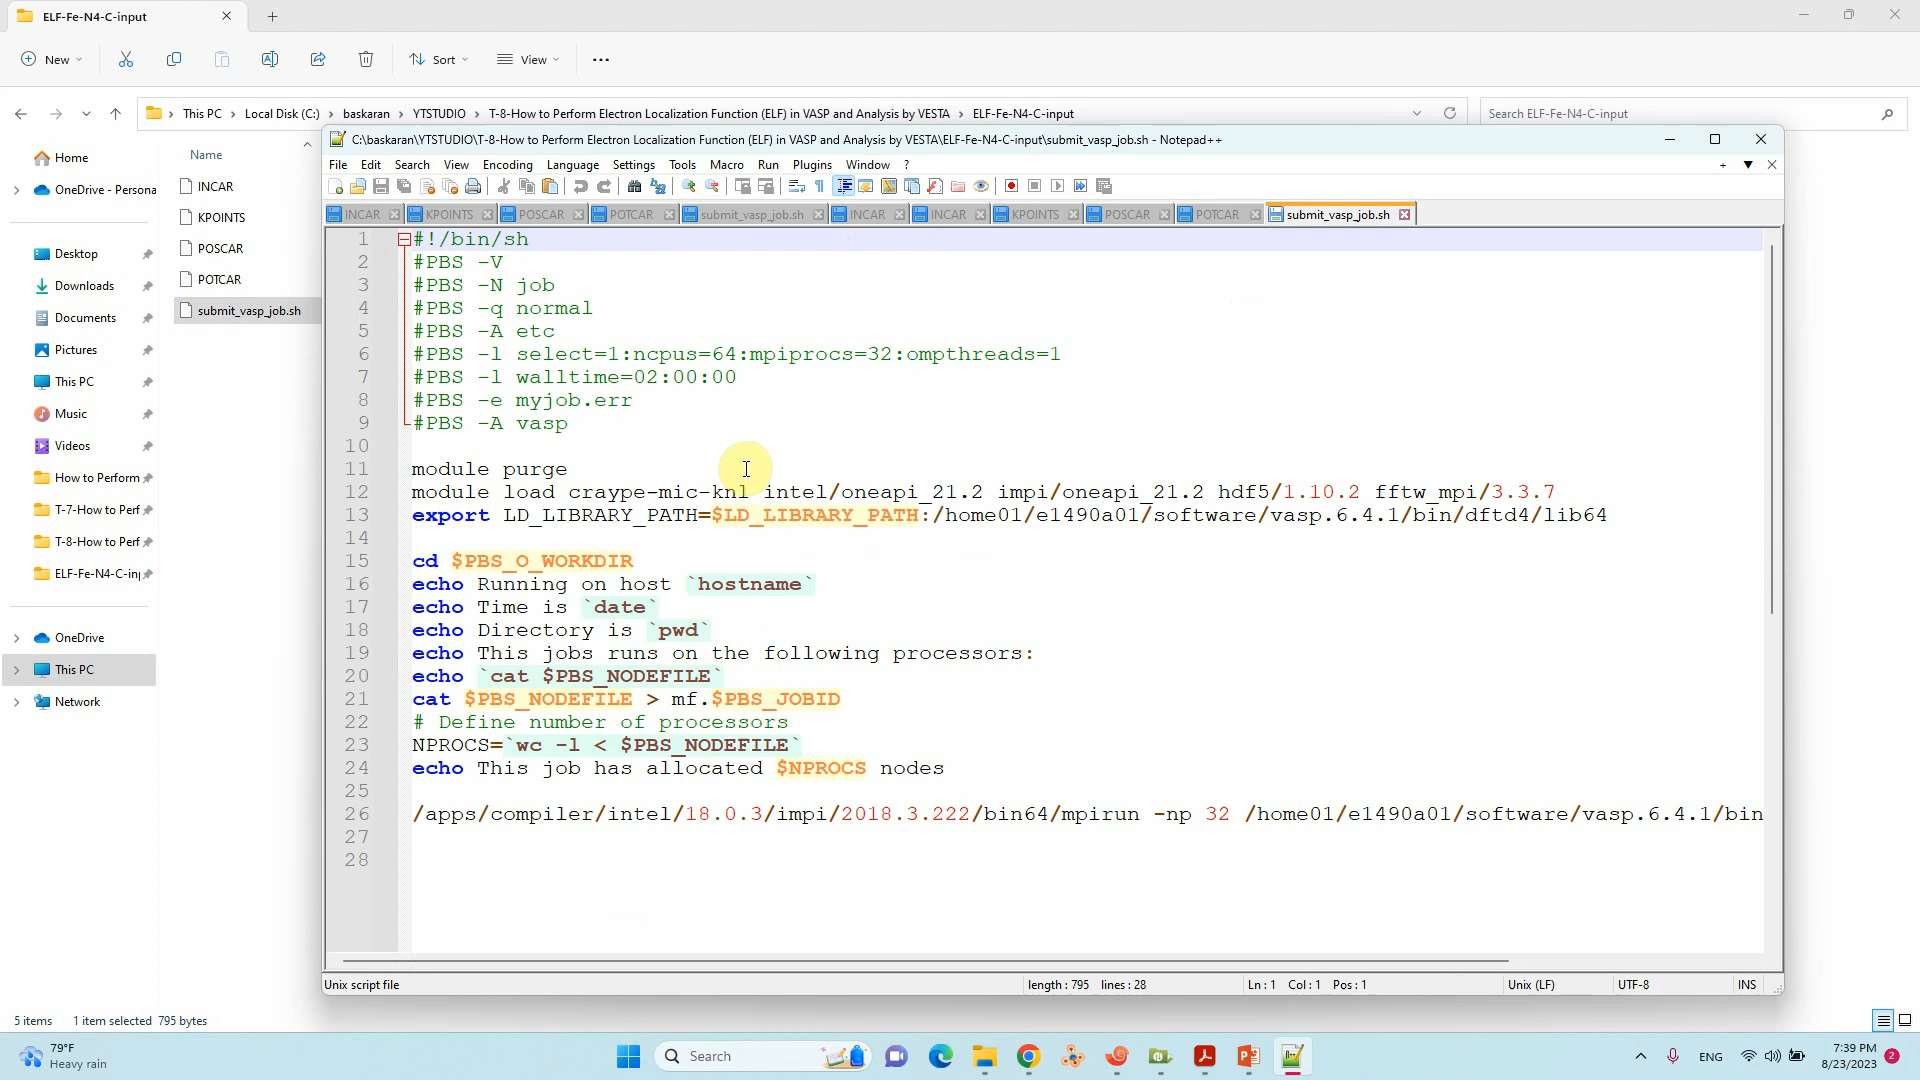 ELF-Fe-N4-C-input
New
Sort
View
This PC > Local Disk (C:) > baskaran > YTSTUDIO > T-8-How to Perform Electron Localization Function (ELF) in VASP and Analysis by VESTA > ELF-Fe-N4-C-input
Search ELF-Fe-N4-C-input
Home
OneDrive - Persona
Desktop
Downloads
Documents
Pictures
This PC
Music
Videos
How to Perform
T-7-How to Perf
T-8-How to Perf
ELF-Fe-N4-C-in
OneDrive
This PC
Network
Name
INCAR
KPOINTS
POSCAR
POTCAR
submit_vasp_job.sh
C:\baskaran\YTSTUDIO\T-8-How to Perform Electron Localization Function (ELF) in VASP and Analysis by VESTA\ELF-Fe-N4-C-input\submit_vasp_job.sh - Notepad++
File Edit Search View Encoding Language Settings Tools Macro Run Plugins Window ?
INCAR KPOINTS POSCAR POTCAR submit_vasp_job.sh INCAR INCAR KPOINTS POSCAR POTCAR submit_vasp_job.sh
1 #!/bin/sh
2 #PBS -V
3 #PBS -N job
4 #PBS -q normal
5 #PBS -A etc
6 #PBS -l select=1:ncpus=64:mpiprocs=32:ompthreads=1
7 #PBS -l walltime=02:00:00
8 #PBS -e myjob.err
9 #PBS -A vasp
10
11 module purge
12 module load craype-mic-knl intel/oneapi_21.2 impi/oneapi_21.2 hdf5/1.10.2 fftw_mpi/3.3.7
13 export LD_LIBRARY_PATH=$LD_LIBRARY_PATH:/home01/e1490a01/software/vasp.6.4.1/bin/dftd4/lib64
14
15 cd $PBS_O_WORKDIR
16 echo Running on host `hostname`
17 echo Time is `date`
18 echo Directory is `pwd`
19 echo This jobs runs on the following processors:
20 echo `cat $PBS_NODEFILE`
21 cat $PBS_NODEFILE > mf.$PBS_JOBID
22 # Define number of processors
23 NPROCS=`wc -l < $PBS_NODEFILE`
24 echo This job has allocated $NPROCS nodes
25
26 /apps/compiler/intel/18.0.3/impi/2018.3.222/bin64/mpirun -np 32 /home01/e1490a01/software/vasp.6.4.1/bin
27
28
Unix script file
length : 795 lines : 28
Ln : 1 Col : 1 Pos : 1
Unix (LF)
UTF-8
INS
5 items 1 item selected 795 bytes
79°F
Heavy rain
Search
ENG
7:39 PM
8/23/2023
2